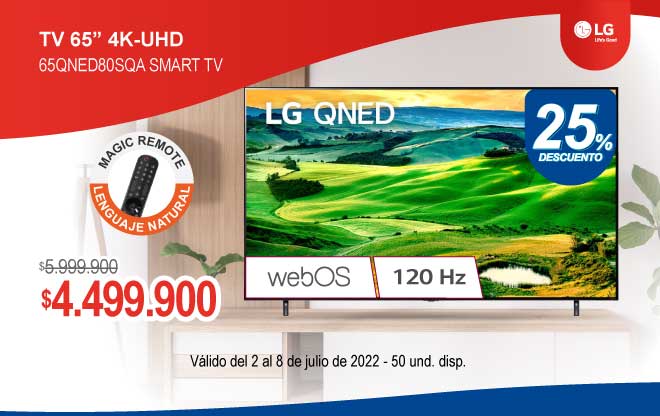 TV 65” 4K-UHD
65QNED80SQA SMART TV
LG
Life's Good
LG QNED
25%
DESCUENTO
MAGIC REMOTE
LENGUAJE NATURAL
$5.999.900
$4.499.900
webOS
120 Hz
Válido del 2 al 8 de julio de 2022 - 50 und. disp.